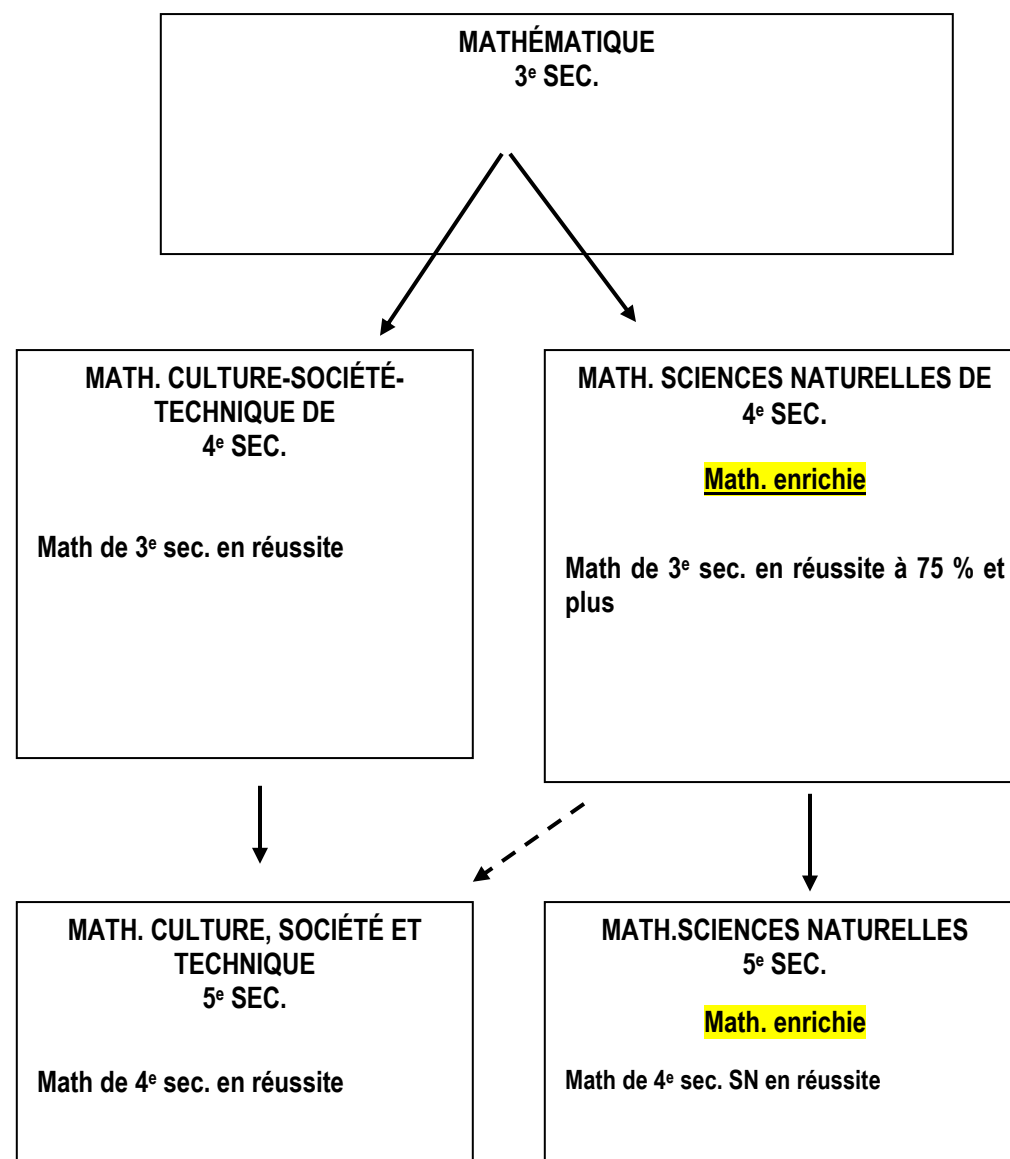 MATHÉMATIQUE
3e SEC.
MATH. CULTURE-SOCIÉTÉ-
TECHNIQUE DE
4e SEC.
Math de 3e sec. en réussite
MATH. SCIENCES NATURELLES DE
4e SEC.
Math. enrichie
Math de 3e sec. en réussite à 75 % et
plus
MATH. CULTURE, SOCIÉTÉ ET
TECHNIQUE
5e SEC.
Math de 4e sec. en réussite
MATH.SCIENCES NATURELLES
5e SEC.
Math. enrichie
Math de 4e sec. SN en réussite